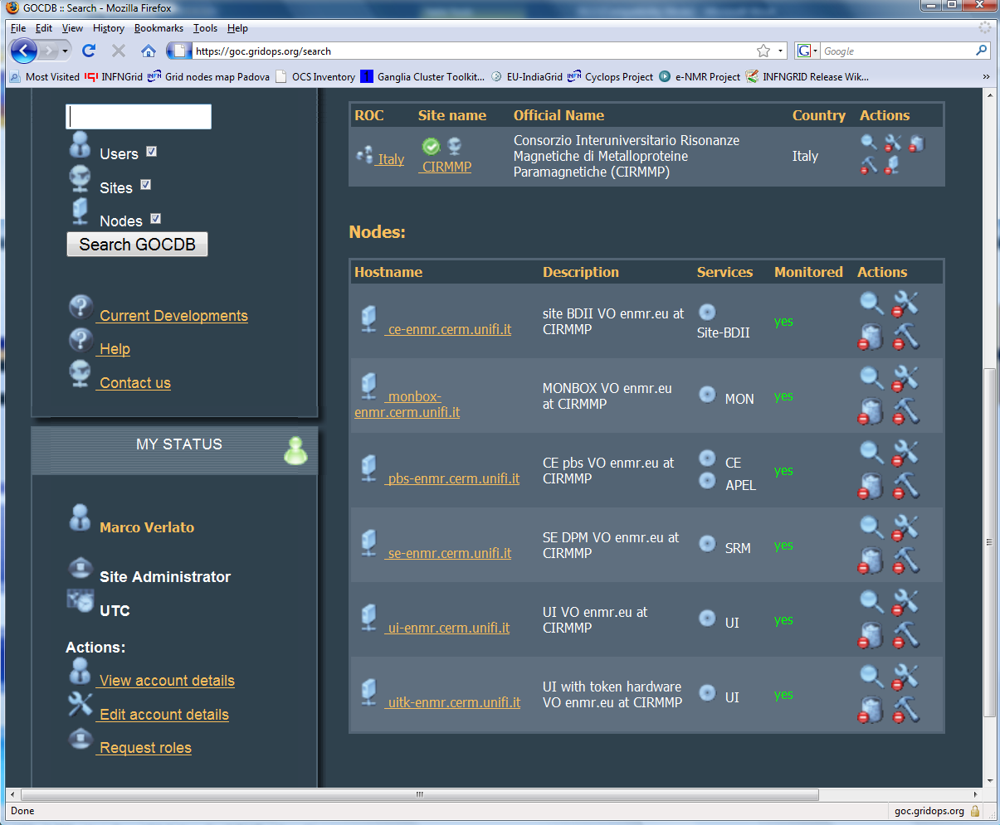 GOCDB :: Search - Mozilla Firefox
File Edit View History Bookmarks Tools Help
https://goc.gridops.org/search
G Google
Most Visited INFNGrid Grid nodes map Padova OCS Inventory 1 Ganglia Cluster Toolkit... EU-IndiaGrid Cyclops Project e-NMR Project INFNGRID Release Wik... »
Users
Sites
Nodes
Search GOCDB
Current Developments
Help
Contact us
MY STATUS
Marco Verlato
Site Administrator
UTC
Actions:
View account details
Edit account details
Request roles
ROC Site name Official Name Country Actions
Italy CIRMMP Consorzio Interuniversitario Risonanze
Magnetiche di Metalloproteine
Paramagnetiche (CIRMMP) Italy
Nodes:
Hostname Description Services Monitored Actions
ce-enmr.cerm.unifi.it site BDII VO enmr.eu at
CIRMMP Site-BDII yes
monbox-
enmr.cerm.unifi.it MONBOX VO enmr.eu
at CIRMMP MON yes
pbs-enmr.cerm.unifi.it CE pbs VO enmr.eu at
CIRMMP CE
APEL yes
se-enmr.cerm.unifi.it SE DPM VO enmr.eu at
CIRMMP SRM yes
ui-enmr.cerm.unifi.it UI VO enmr.eu at
CIRMMP UI yes
uitk-enmr.cerm.unifi.it UI with token hardware
VO enmr.eu at CIRMMP UI yes
Done goc.gridops.org